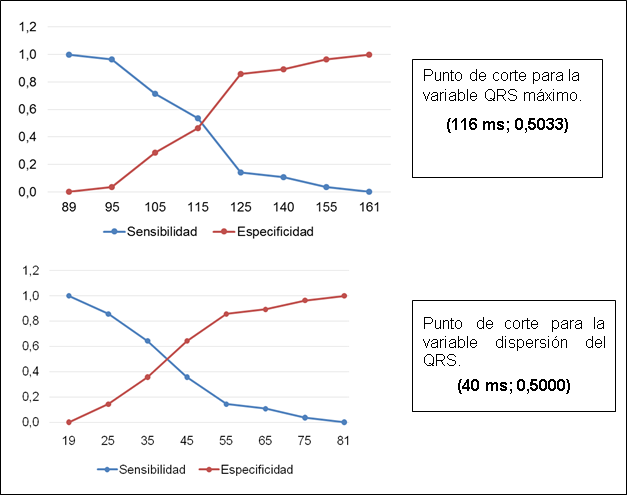 1,2
1,0
0,8
0,6
0,4
0,2
0,0
89 95 105 115 125 140 155 161
Sensibilidad Especificidad
Punto de corte para la
variable QRS máximo.
(116 ms; 0,5033)
1,2
1,0
0,8
0,6
0,4
0,2
0,0
19 25 35 45 55 65 75 81
Sensibilidad Especificidad
Punto de corte para la
variable dispersión del
QRS.
(40 ms; 0,5000)